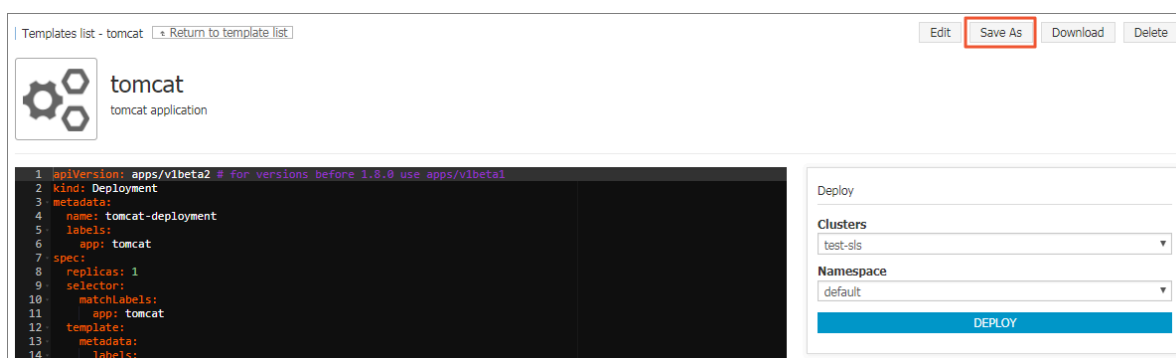 Templates list - tomcat Return to template list
Edit Save As Download Delete
tomcat
tomcat application
1 apiVersion: apps/v1beta2 # for versions before 1.8.0 use apps/v1beta1
2 kind: Deployment
3 metadata:
4 name: tomcat-deployment
5 labels:
6 app: tomcat
7 spec:
8 replicas: 1
9 selector:
10 matchLabels:
11 app: tomcat
12 template:
13 metadata:
14 labels:
Deploy
Clusters
test-sls
Namespace
default
DEPLOY